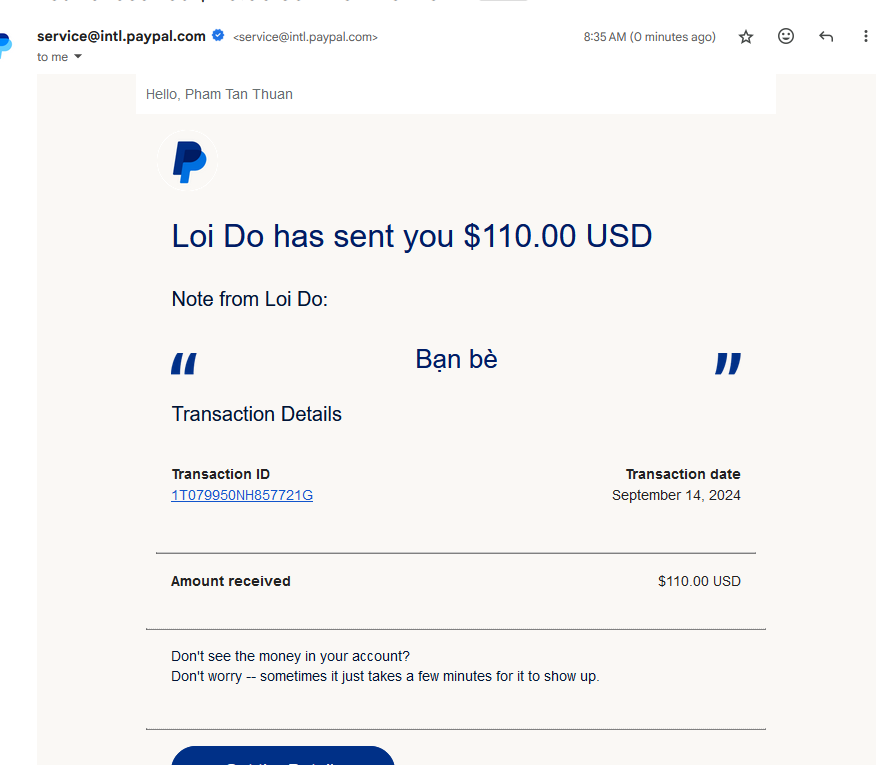 service@intl.paypal.com <service@intl.paypal.com> 8:35 AM (0 minutes ago)
to me
Hello, Pham Tan Thuan
Loi Do has sent you $110.00 USD
Note from Loi Do:
“ Bạn bè ”
Transaction Details
Transaction ID Transaction date
1T079950NH857721G September 14, 2024
Amount received $110.00 USD
Don't see the money in your account?
Don't worry -- sometimes it just takes a few minutes for it to show up.